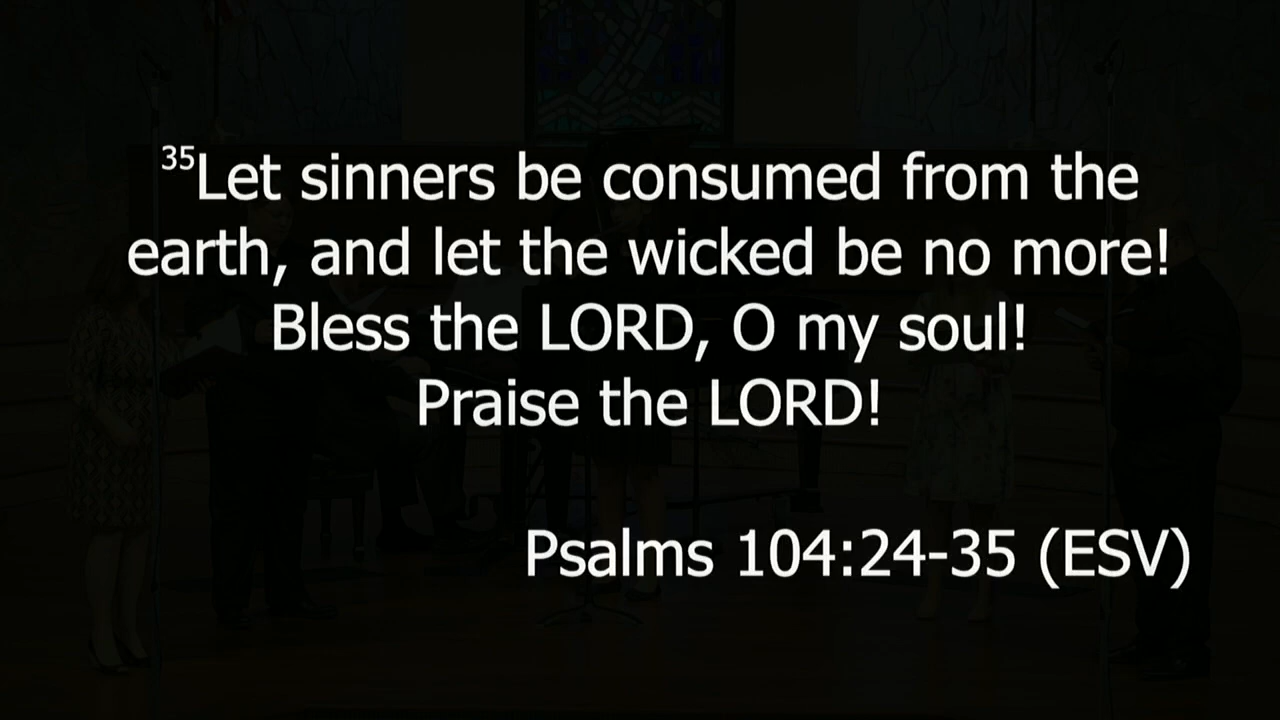 35Let sinners be consumed from the
earth, and let the wicked be no more!
Bless the LORD, O my soul!
Praise the LORD!
Psalms 104:24-35 (ESV)